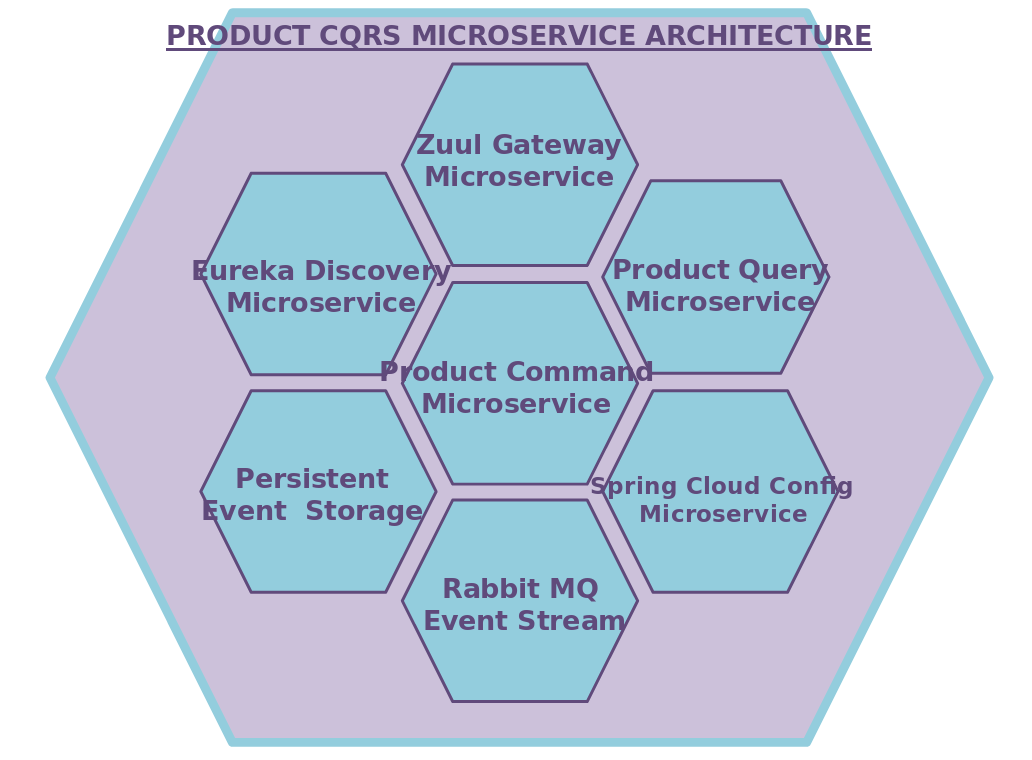 PRODUCT CQRS MICROSERVICE ARCHITECTURE
Zuul Gateway
Microservice
Eureka Discovery
Microservice
Product Query
Microservice
Product Command
Microservice
Persistent
Event  Storage
Spring Cloud Config
Microservice
Rabbit MQ
Event Stream